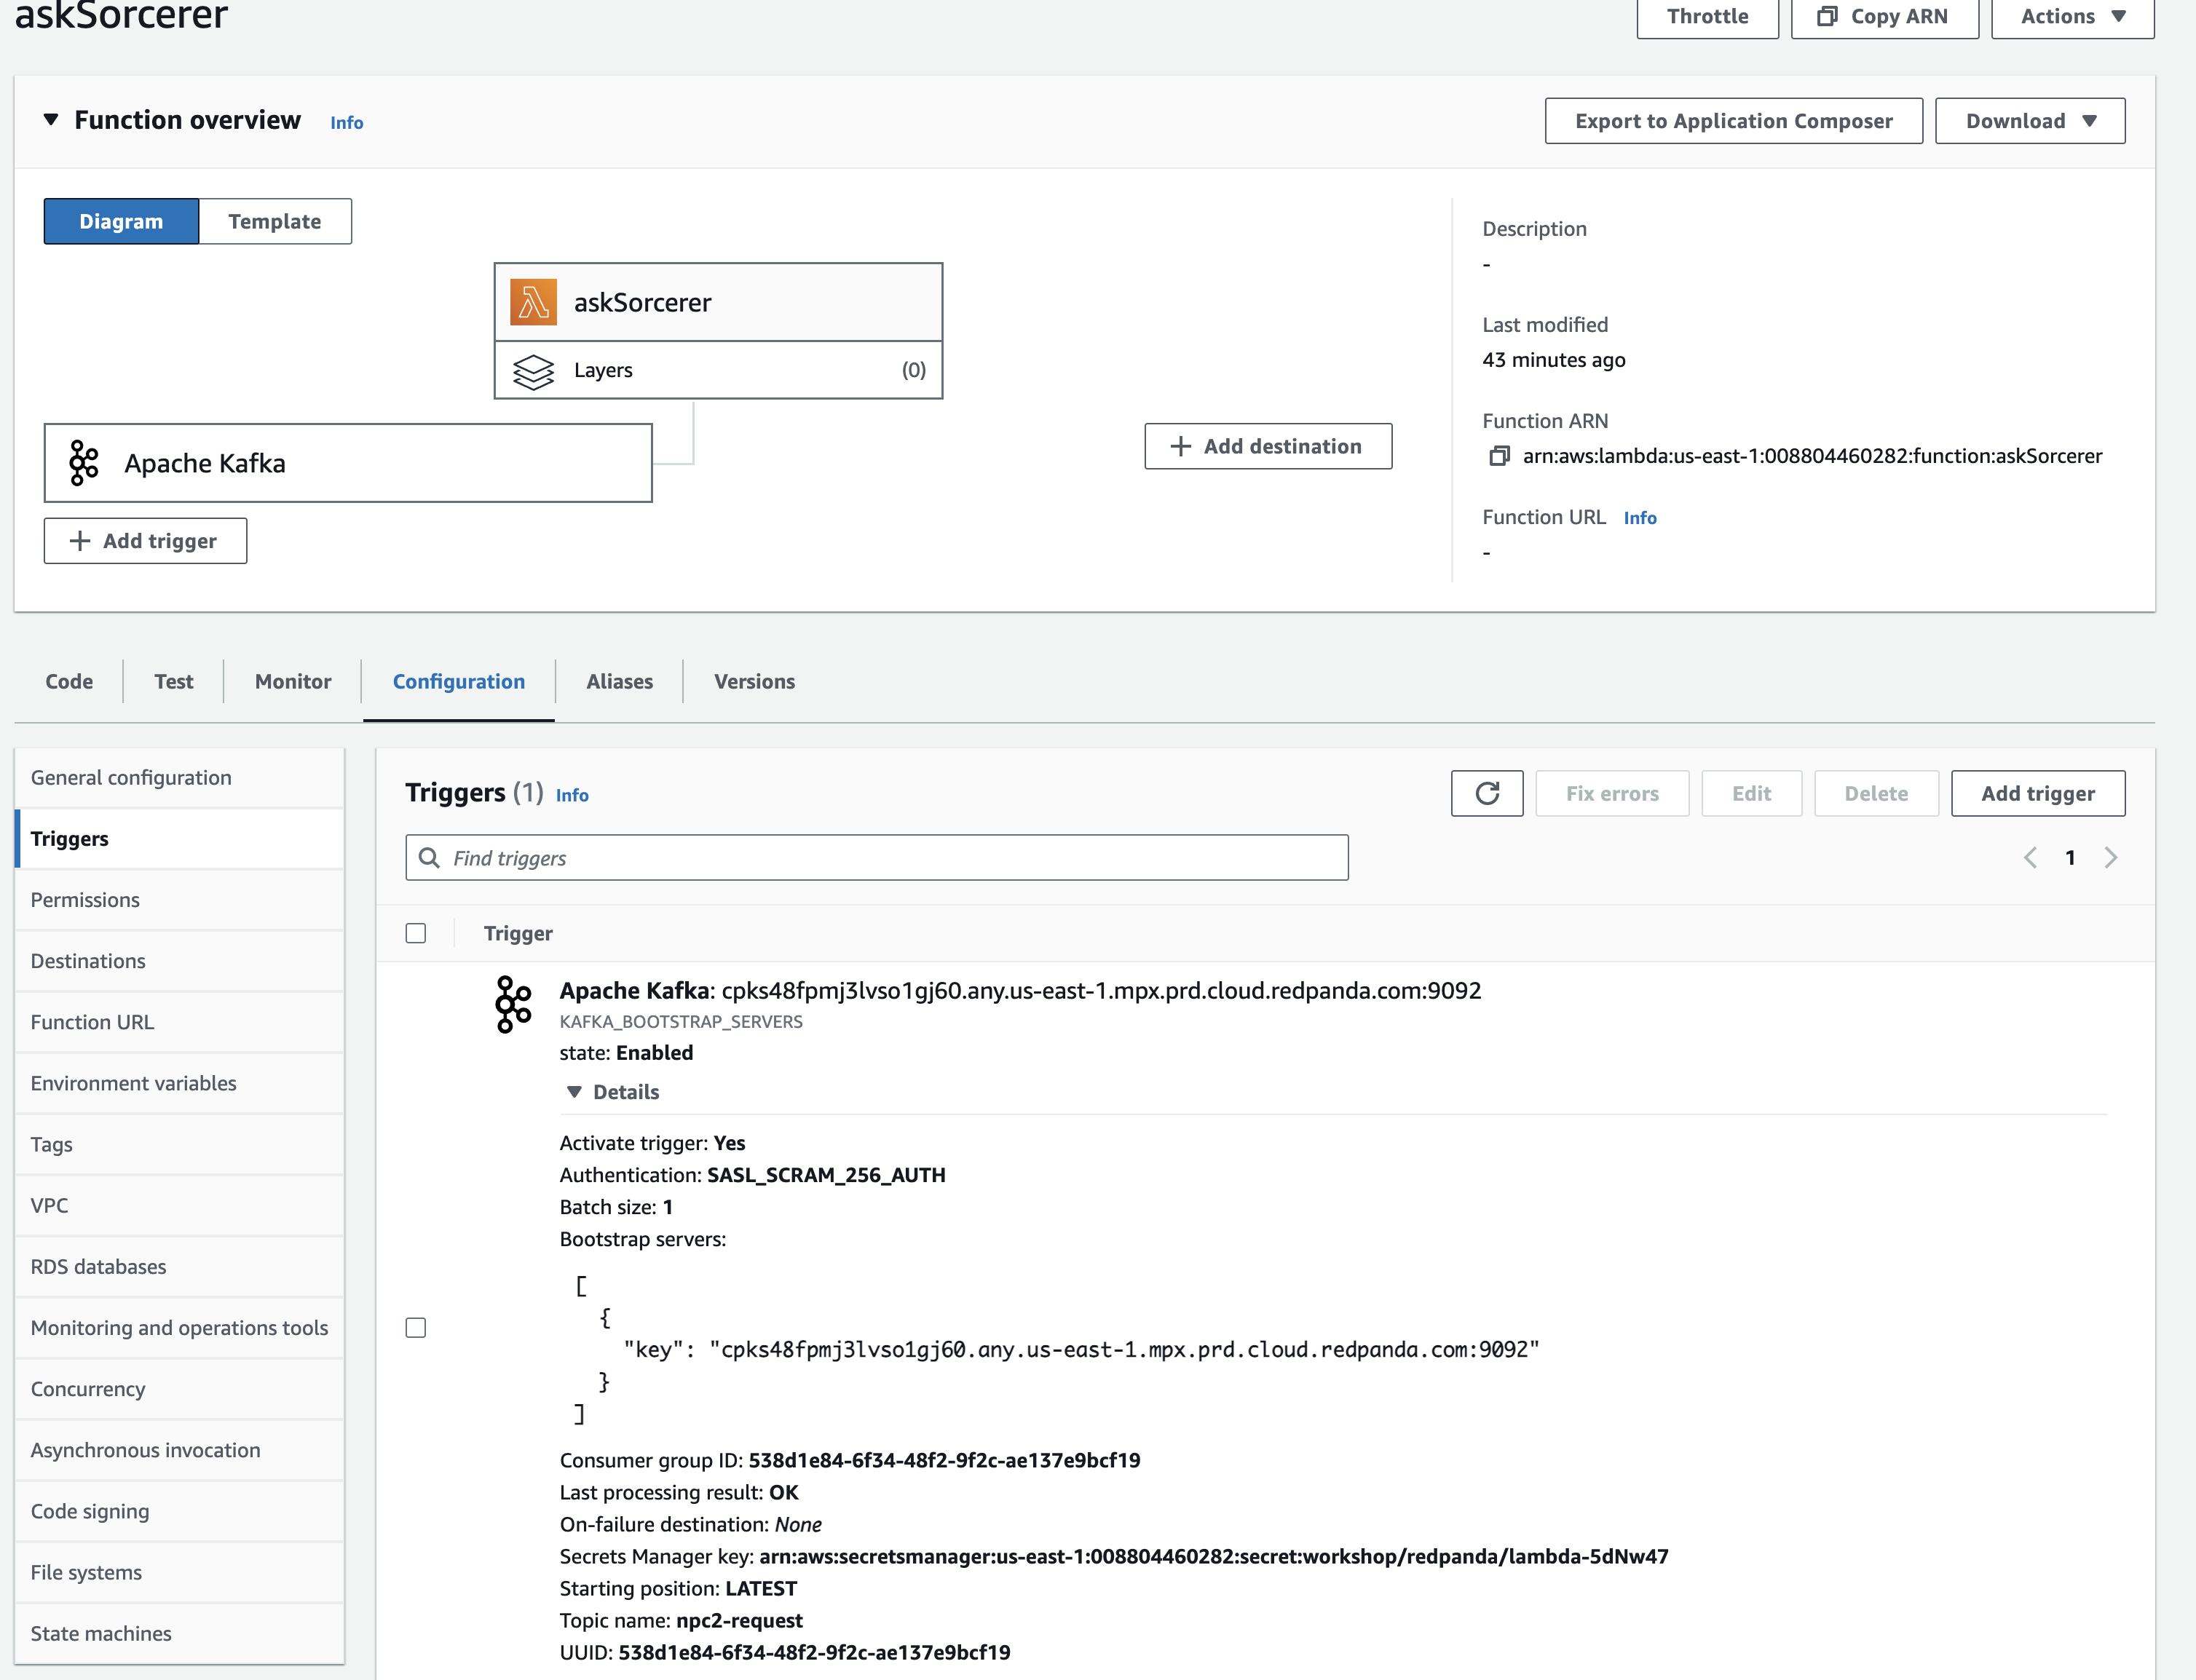 askSorcerer
Throttle
Copy ARN
Actions
Function overview
Info
Export to Application Composer
Download
Diagram
Template
askSorcerer
Layers
(0)
Apache Kafka
+ Add trigger
+ Add destination
Description
-
Last modified
43 minutes ago
Function ARN
arn:aws:lambda:us-east-1:008804460282:function:askSorcerer
Function URL
Info
-
Code
Test
Monitor
Configuration
Aliases
Versions
General configuration
Triggers
Permissions
Destinations
Function URL
Environment variables
Tags
VPC
RDS databases
Monitoring and operations tools
Concurrency
Asynchronous invocation
Code signing
File systems
State machines
Triggers (1)
Info
Fix errors
Edit
Delete
Add trigger
Find triggers
1
Trigger
Apache Kafka: cpks48fpmj3lvso1gj60.any.us-east-1.mpx.prd.cloud.redpanda.com:9092
KAFKA_BOOTSTRAP_SERVERS
state: Enabled
Details
Activate trigger: Yes
Authentication: SASL_SCRAM_256_AUTH
Batch size: 1
Bootstrap servers:
[
{
"key": "cpks48fpmj3lvso1gj60.any.us-east-1.mpx.prd.cloud.redpanda.com:9092"
}
]
Consumer group ID: 538d1e84-6f34-48f2-9f2c-ae137e9bcf19
Last processing result: OK
On-failure destination: None
Secrets Manager key: arn:aws:secretsmanager:us-east-1:008804460282:secret:workshop/redpanda/lambda-5dNw47
Starting position: LATEST
Topic name: npc2-request
UUID: 538d1e84-6f34-48f2-9f2c-ae137e9bcf19